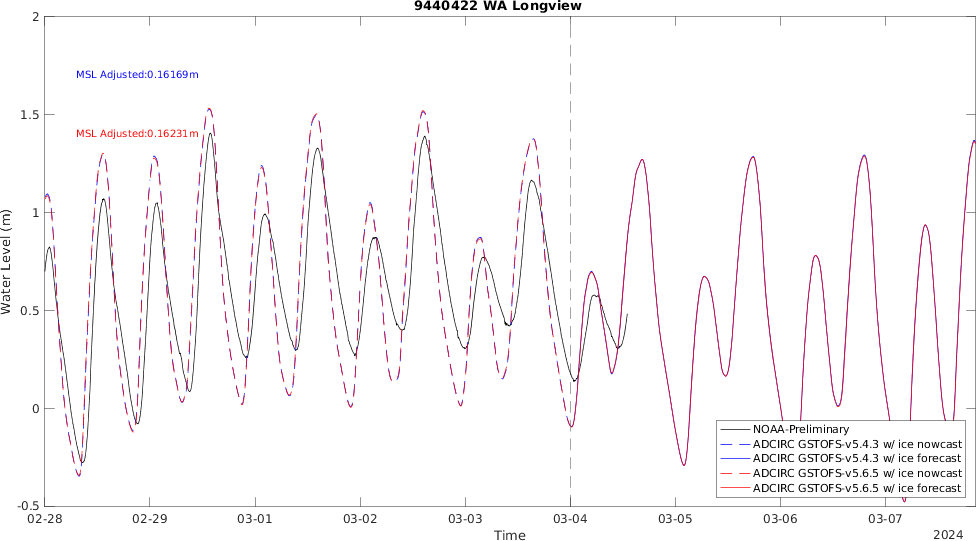 9440422 WA Longview
2
MSL Adjusted:0.16169m
1.5
MSL Adjusted:0.16231m
1
Water Level (m)
0.5
0
NOAA-Preliminary
ADCIRC GSTOFS-v5.4.3 w/ ice nowcast
ADCIRC GSTOFS-v5.4.3 w/ ice forecast
ADCIRC GSTOFS-v5.6.5 w/ ice nowcast
ADCIRC GSTOFS-v5.6.5 w/ ice forecast
-0.5
02-28 02-29 03-01 03-02 03-03 03-04 03-05 03-06 03-07
Time
2024